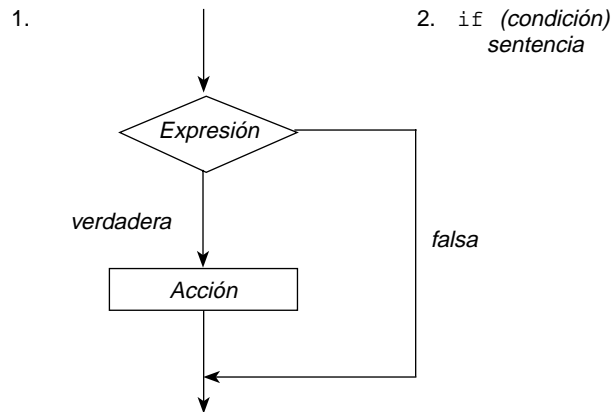 1.
2. if (condición)
sentencia
Expresión
verdadera
falsa
Acción